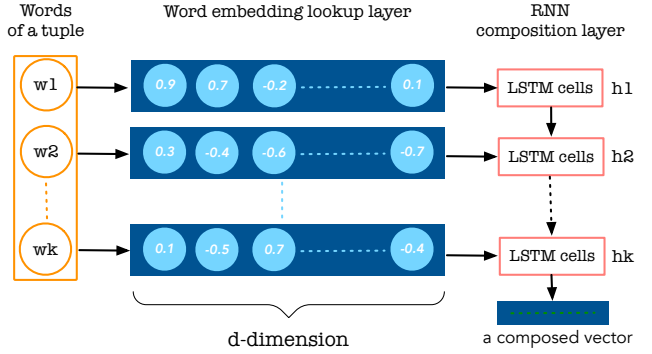 Words
of a tuple
Word embedding lookup layer
RNN
composition layer
w1
0.9 0.7 -0.2 0.1
LSTM cells
h1
w2
0.3 -0.4 -0.6 -0.7
LSTM cells
h2
wk
0.1 -0.5 0.7 -0.4
LSTM cells
hk
d-dimension
a composed vector